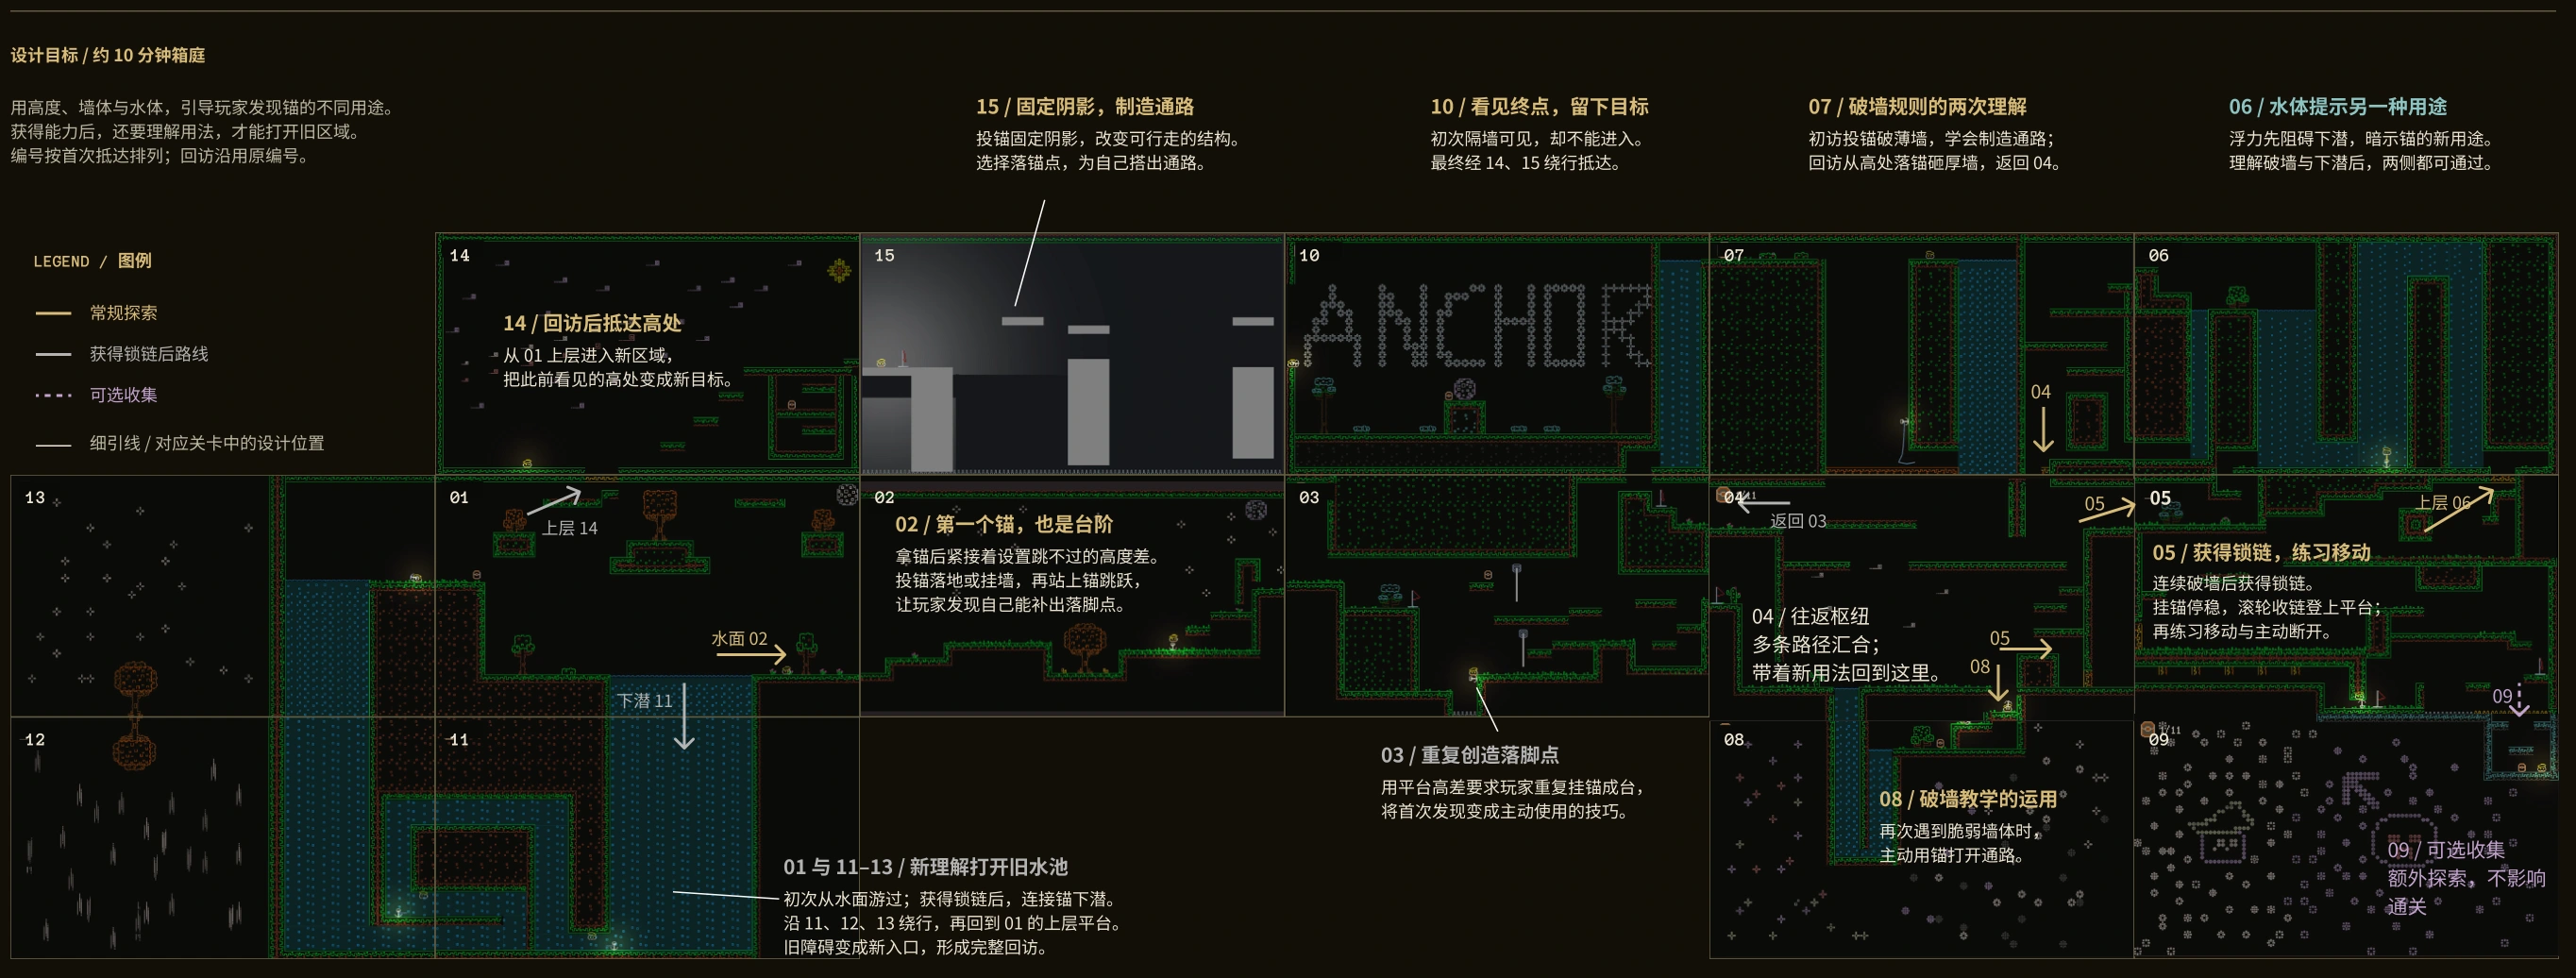 设计目标 / 约 10 分钟箱庭
用高度、墙体与水体，引导玩家发现锚的不同用途。
获得能力后，还要理解用法，才能打开旧区域。
编号按首次抵达排列；回访沿用原编号。
15 / 固定阴影，制造通路
投锚固定阴影，改变可行走的结构。
选择落锚点，为自己搭出通路。
10 / 看见终点，留下目标
初次隔墙可见，却不能进入。
最终经 14、15 绕行抵达。
07 / 破墙规则的两次理解
初访投锚破薄墙，学会制造通路；
回访从高处落锚砸厚墙，返回 04。
06 / 水体提示另一种用途
浮力先阻碍下潜，暗示锚的新用途。
理解破墙与下潜后，两侧都可通过。
LEGEND / 图例
常规探索
获得锁链后路线
可选收集
细引线 / 对应关卡中的设计位置
14
14 / 回访后抵达高处
从 01 上层进入新区域，
把此前看见的高处变成新目标。
15
10
ANCHOR
07
04
06
13
01
上层 14
水面 02
下潜 11
02
02 / 第一个锚，也是台阶
拿锚后紧接着设置跳不过的高度差。
投锚落地或挂墙，再站上锚跳跃，
让玩家发现自己能补出落脚点。
03
04
返回 03
05
04 / 往返枢纽
多条路径汇合；
带着新用法回到这里。
05
08
05
上层 06
05 / 获得锁链，练习移动
连续破墙后获得锁链。
挂锚停稳，滚轮收链登上平台；
再练习移动与主动断开。
09
12
11
03 / 重复创造落脚点
用平台高差要求玩家重复挂锚成台，
将首次发现变成主动使用的技巧。
01 与 11–13 / 新理解打开旧水池
初次从水面游过；获得锁链后，连接锚下潜。
沿 11、12、13 绕行，再回到 01 的上层平台。
旧障碍变成新入口，形成完整回访。
08
08 / 破墙教学的运用
再次遇到脆弱墙体时，
主动用锚打开通路。
09
09 / 可选收集
额外探索，不影响
通关